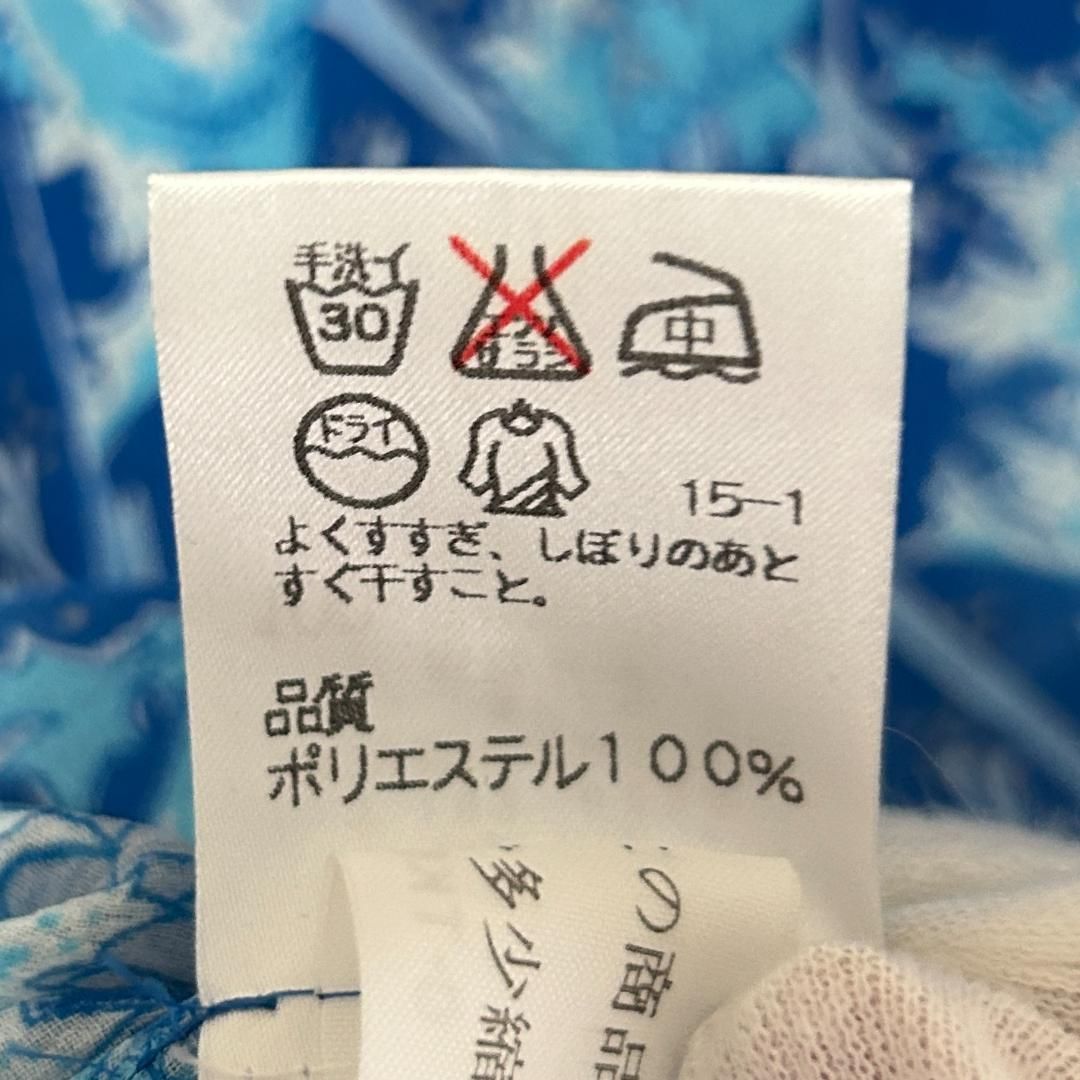 手洗イ
30
エンソ
サラシ
中
ドライ
15-1
よくすすぎ、しぼりのあと
すぐ干すこと。
品質
ポリエステル100%
の商品
多少縮